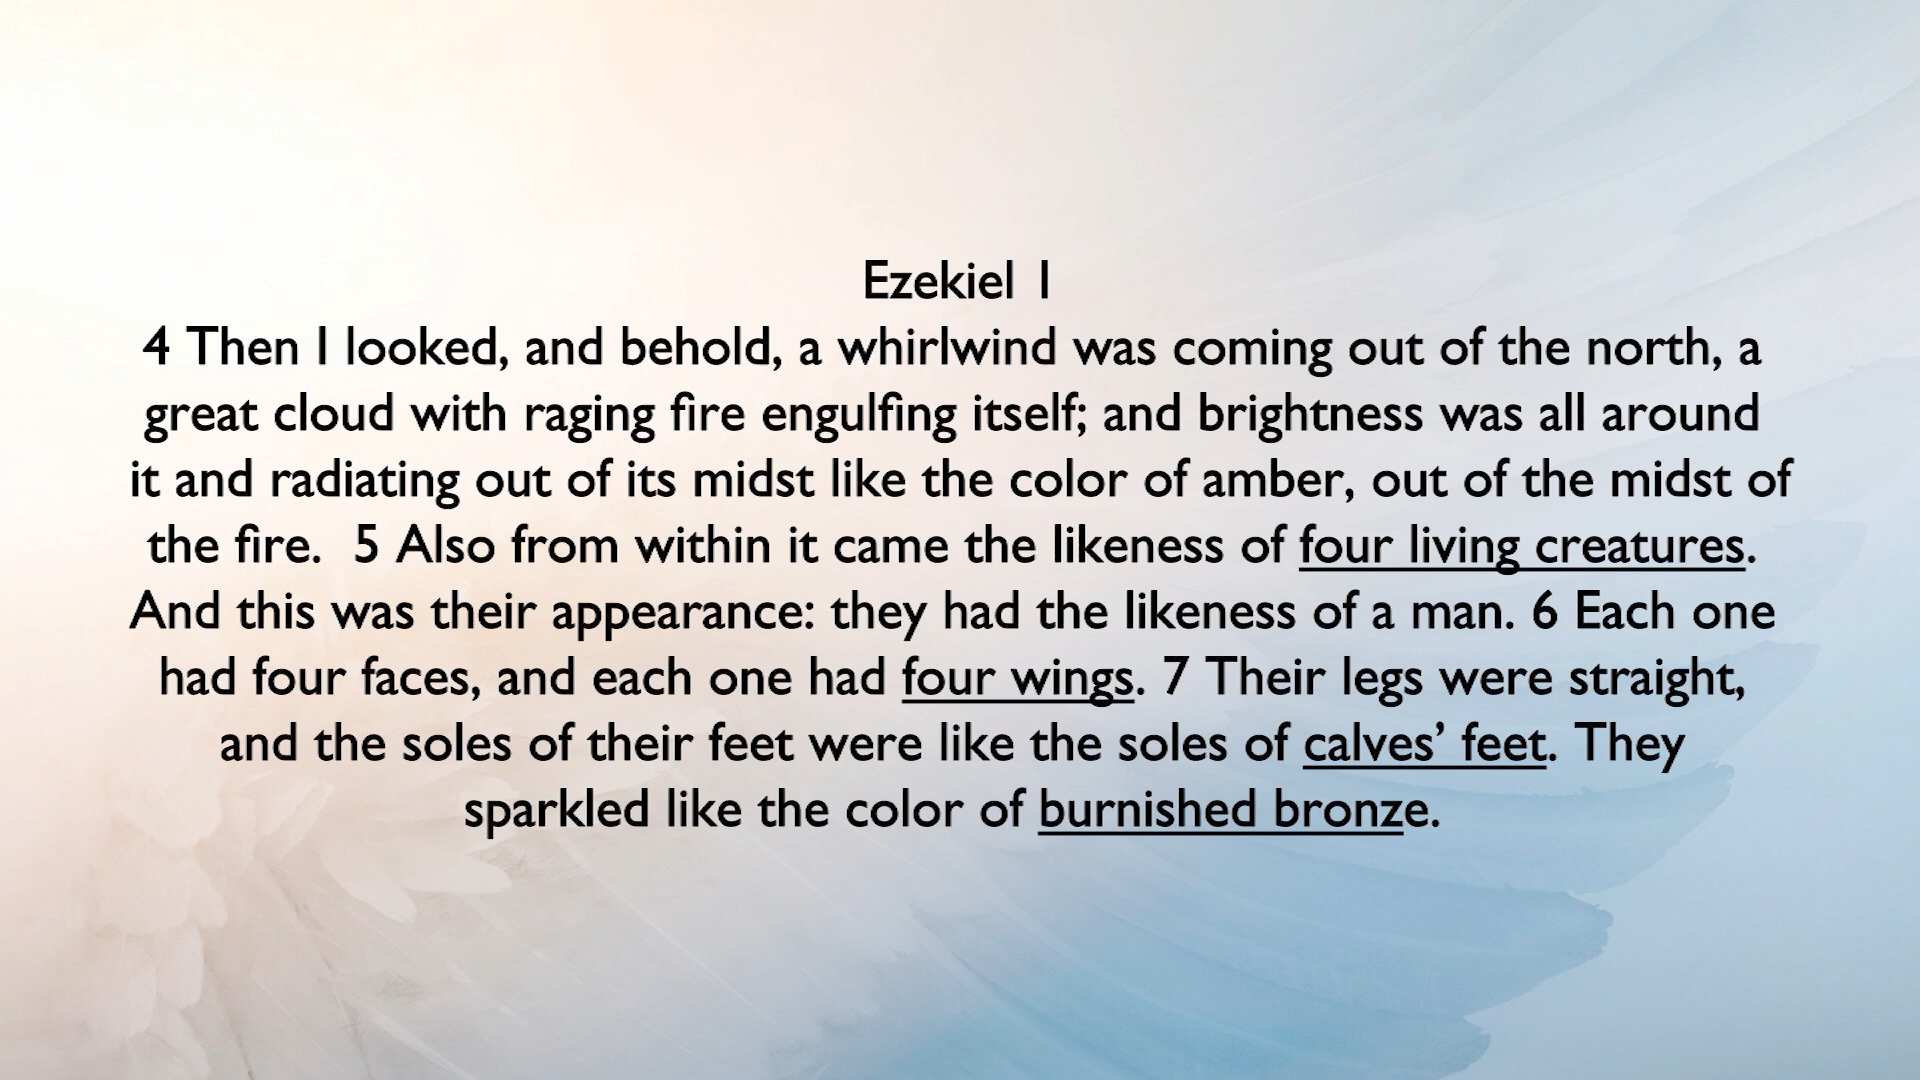 Ezekiel 1
4 Then I looked, and behold, a whirlwind was coming out of the north, a
great cloud with raging fire engulfing itself; and brightness was all around
it and radiating out of its midst like the color of amber, out of the midst of
the fire.  5 Also from within it came the likeness of four living creatures.
And this was their appearance: they had the likeness of a man. 6 Each one
had four faces, and each one had four wings. 7 Their legs were straight,
and the soles of their feet were like the soles of calves’ feet. They
sparkled like the color of burnished bronze.